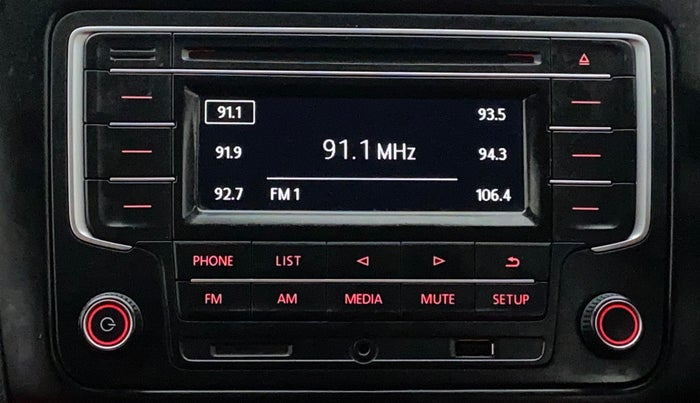 91.1 93.5
91.9 91.1 MHz 94.3
92.7 FM 1 106.4
PHONE LIST
FM AM MEDIA MUTE SETUP